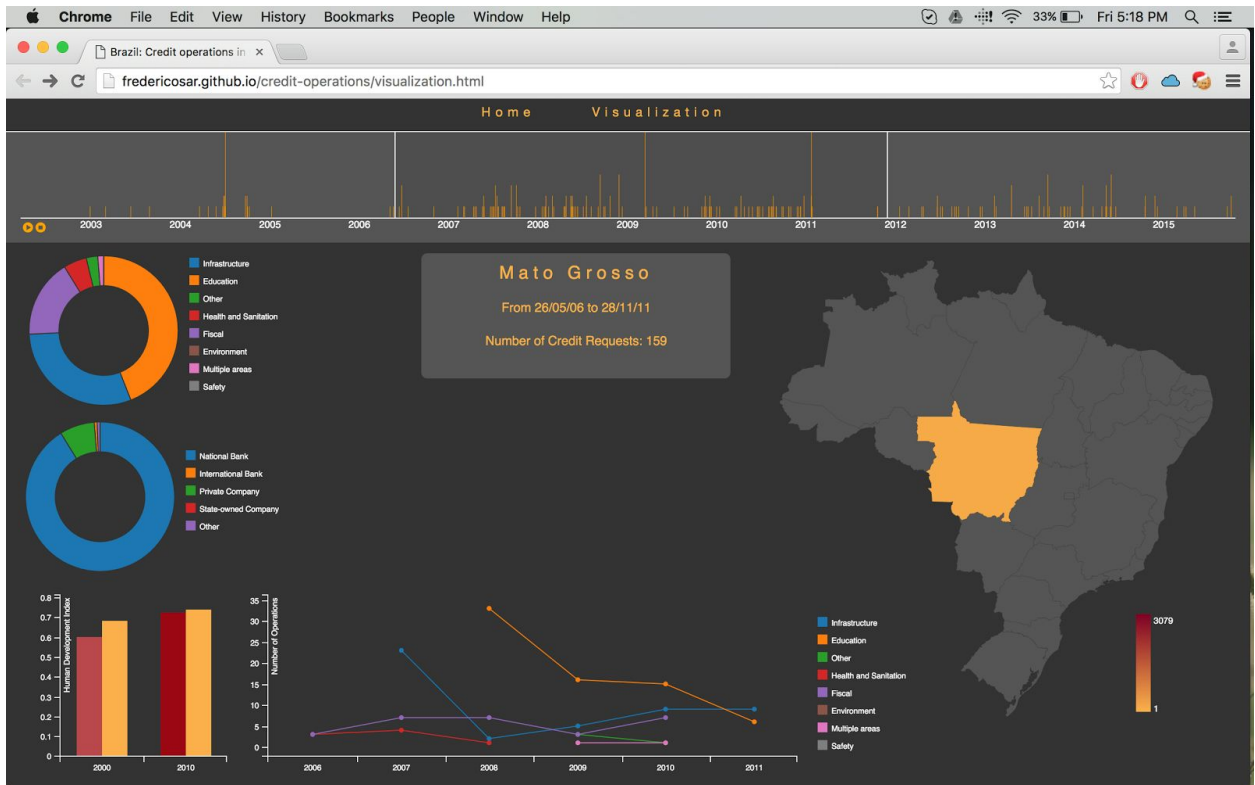 Chrome File Edit View History Bookmarks People Window Help 33% Fri 5:18 PM
Brazil: Credit operations in
fredericosar.github.io/credit-operations/visualization.html
Home Visualization
2003 2004 2005 2006 2007 2008 2009 2010 2011 2012 2013 2014 2015
Infrastructure
Education
Other
Health and Sanitation
Fiscal
Environment
Multiple areas
Safety
Mato Grosso
From 26/05/06 to 28/11/11
Number of Credit Requests: 159
National Bank
International Bank
Private Company
State-owned Company
Other
Human Development Index
0.8
0.7
0.6
0.5
0.4
0.3
0.2
0.1
0
2000 2010
Number of Operations
35
30
25
20
15
10
5
0
2006 2007 2008 2009 2010 2011
Infrastructure
Education
Other
Health and Sanitation
Fiscal
Environment
Multiple areas
Safety
3079
1